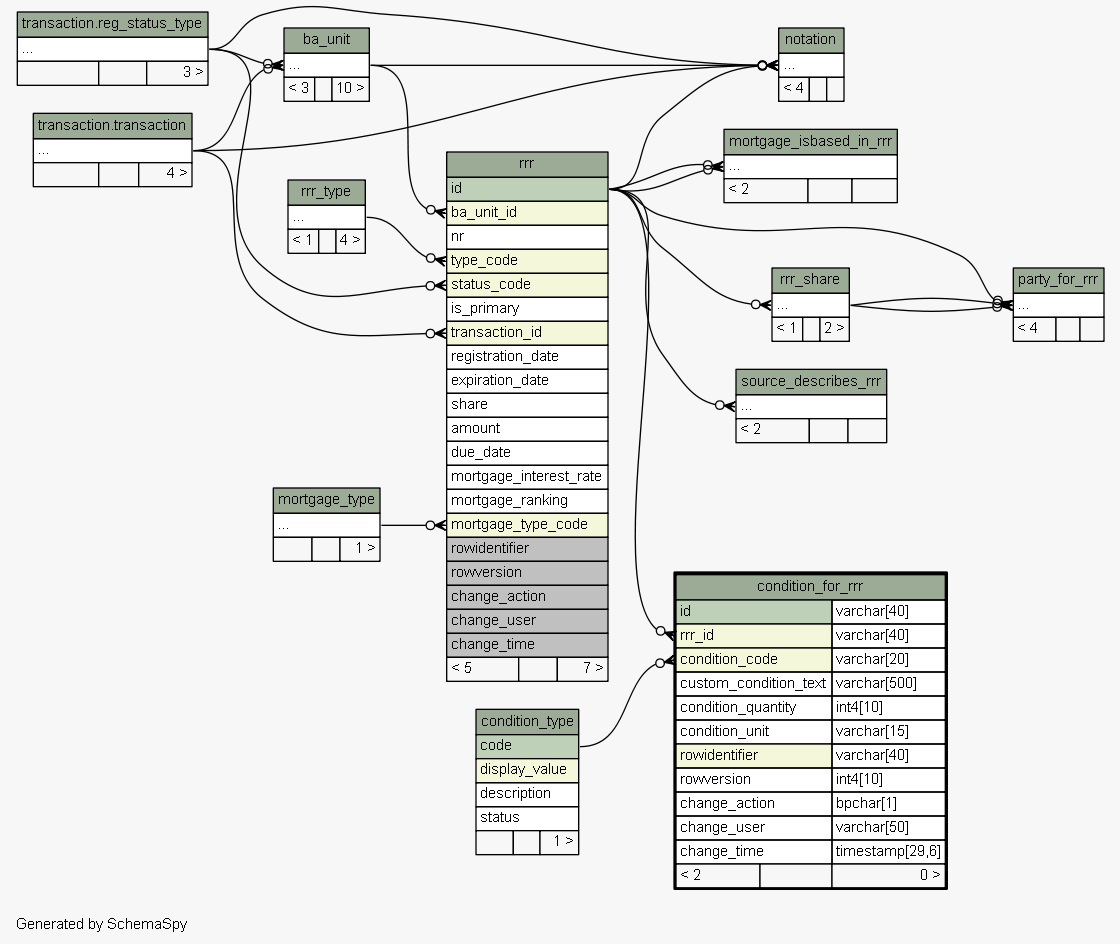 transaction.reg_status_type
...
3 >
ba_unit
...
< 3 10 >
notation
...
< 4
transaction.transaction
...
4 >
mortgage_isbased_in_rrr
...
< 2
rrr_type
...
< 1 4 >
rrr
id
ba_unit_id
nr
type_code
status_code
is_primary
transaction_id
registration_date
expiration_date
share
amount
due_date
mortgage_interest_rate
mortgage_ranking
mortgage_type_code
rowidentifier
rowversion
change_action
change_user
change_time
< 5 7 >
rrr_share
...
< 1 2 >
party_for_rrr
...
< 4
source_describes_rrr
...
< 2
mortgage_type
...
1 >
condition_for_rrr
id varchar[40]
rrr_id varchar[40]
condition_code varchar[20]
custom_condition_text varchar[500]
condition_quantity int4[10]
condition_unit varchar[15]
rowidentifier varchar[40]
rowversion int4[10]
change_action bpchar[1]
change_user varchar[50]
change_time timestamp[29,6]
< 2 0 >
condition_type
code
display_value
description
status
1 >
Generated by SchemaSpy